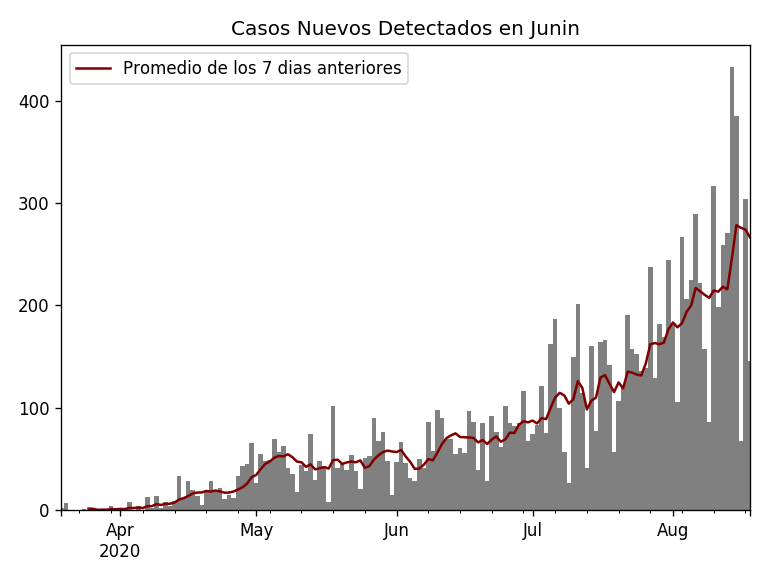 Casos Nuevos Detectados en Junin
Promedio de los 7 dias anteriores
400
300
200
100
0
Apr
2020
May
Jun
Jul
Aug